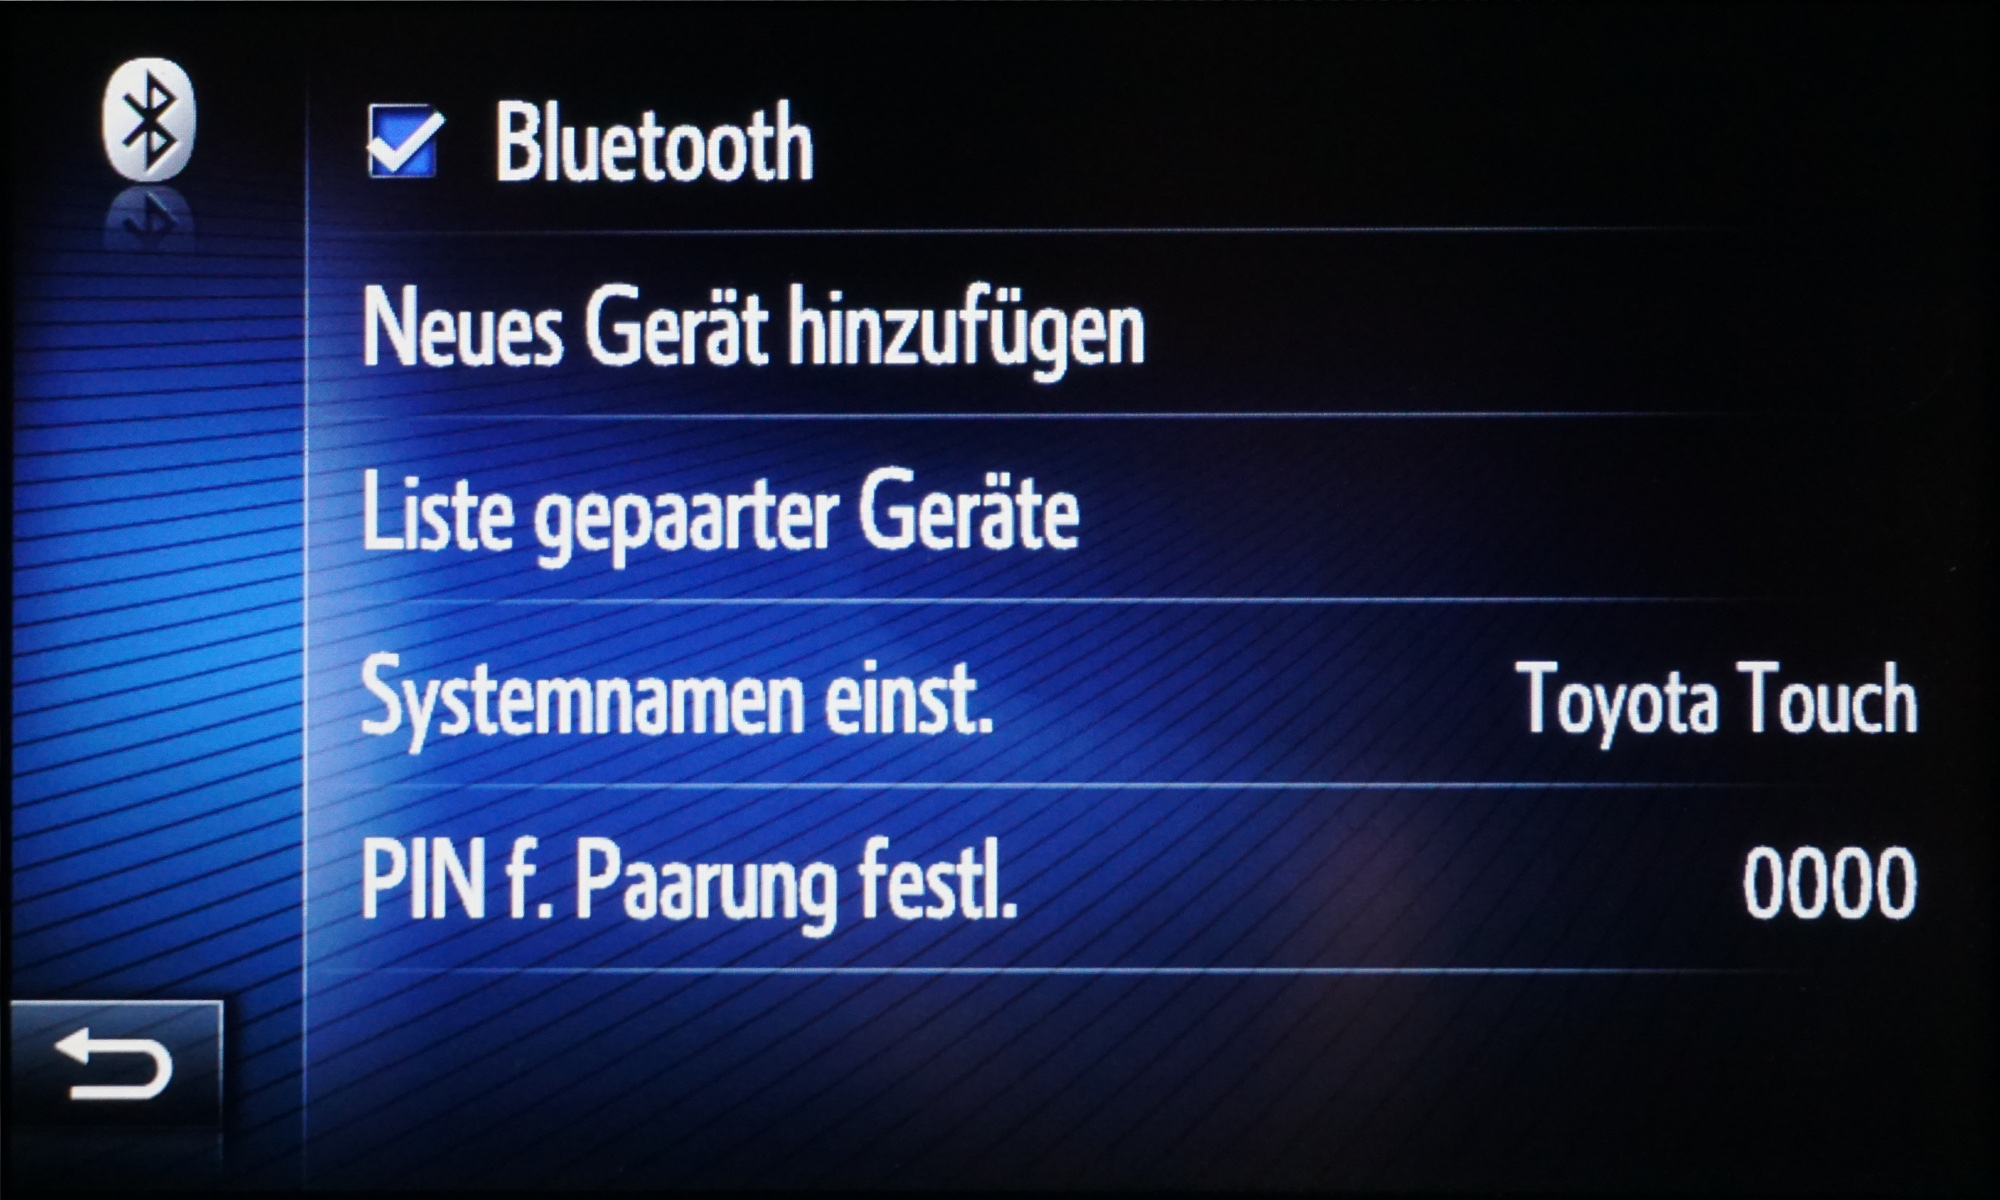 Bluetooth
Neues Gerät hinzufügen
Liste gepaarter Geräte
Systemnamen einst. Toyota Touch
PIN f. Paarung festl. 0000